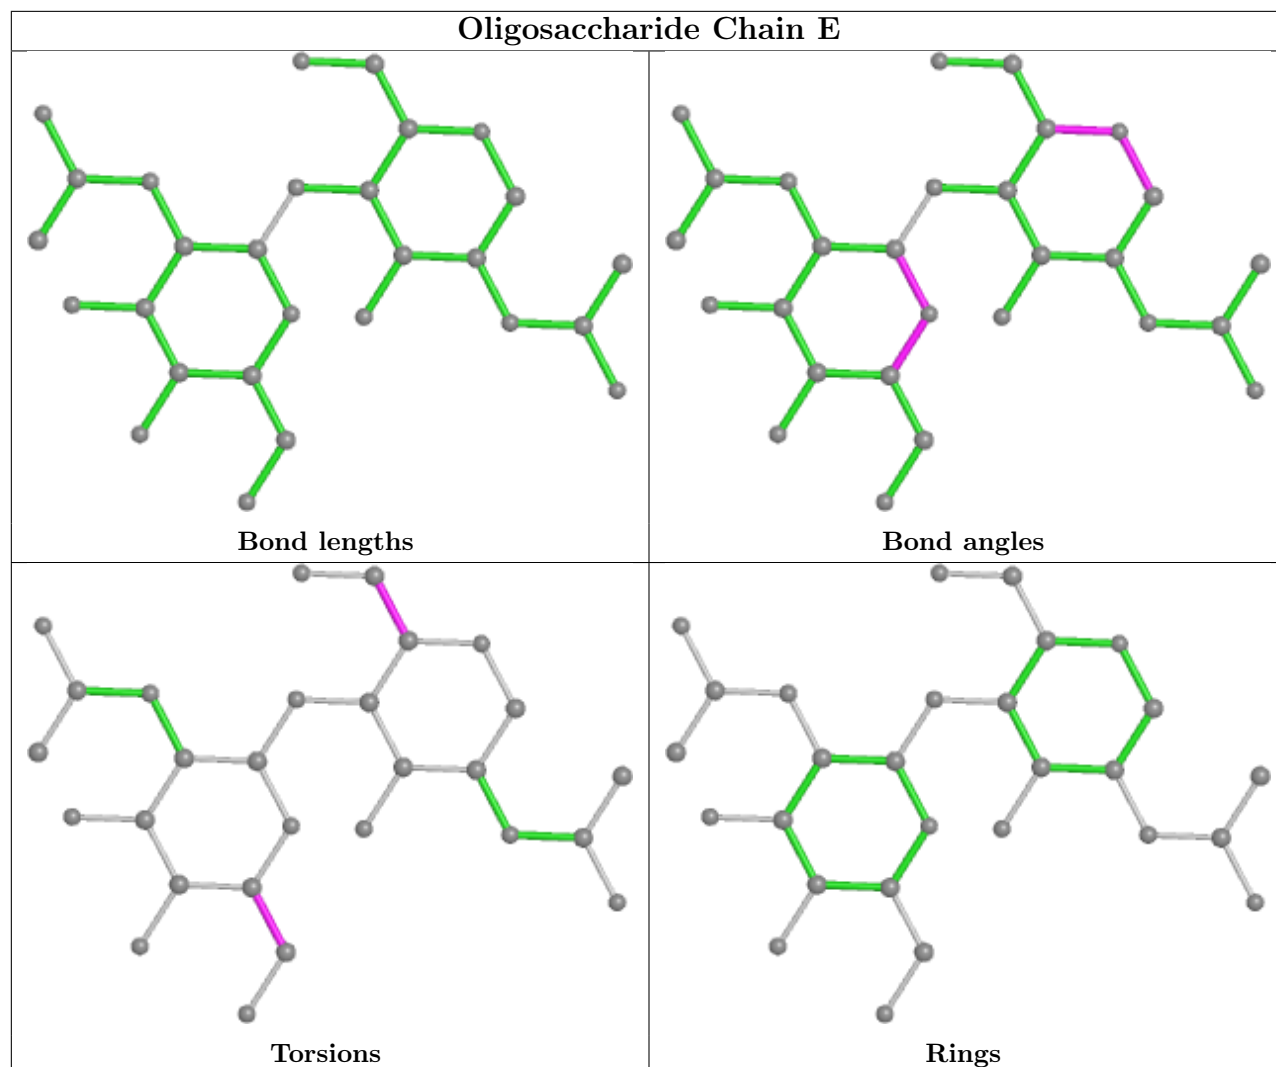 Oligosaccharide Chain E
Bond lengths
Bond angles
Torsions
Rings